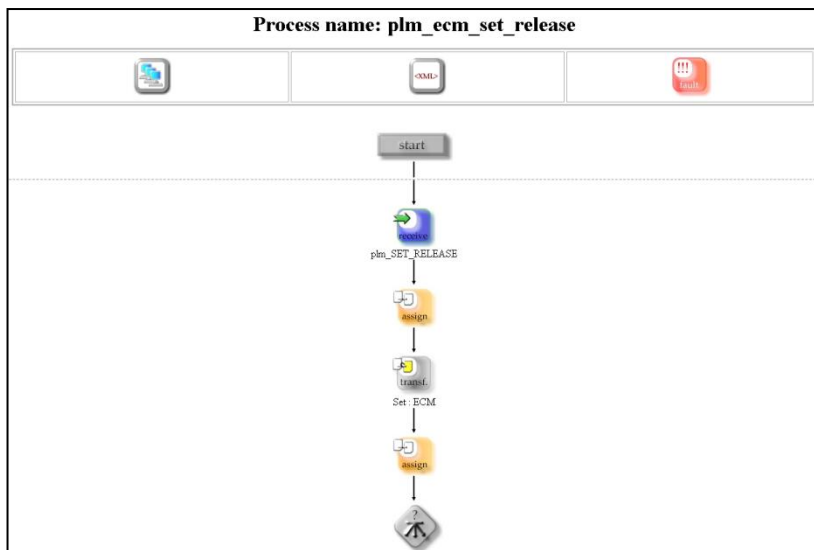 Process name: plm_ecm_set_release
<XML>
!!!
fault
start
receive
plm_SET_RELEASE
assign
transf.
Set : ECM
assign
?